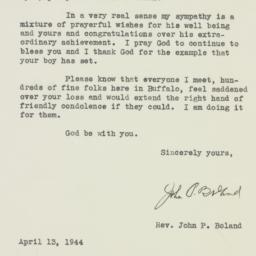 In a very real sense my sympathy is a
mixture of prayerful wishes for his well being
and yours and congratulations over his extra-
ordinary achievement. I pray God to continue to
bless you and I thank God for the example that
your boy has set.
Please know that everyone I meet, hun-
dreds of fine folks here in Buffalo, feel saddened
over your loss and would extend the right hand of
friendly condolence if they could. I am doing it
for them.
God be with you.
Sincerely yours,
John P. Boland
Rev. John P. Boland
April 13, 1944